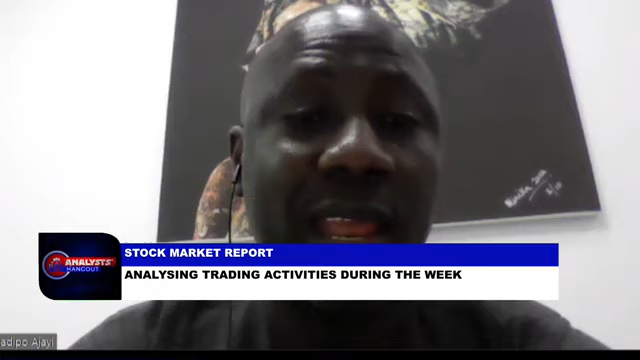 STOCK MARKET REPORT
ANALYSING TRADING ACTIVITIES DURING THE WEEK
ANALYSTS'
HANGOUT
adipo Ajayi